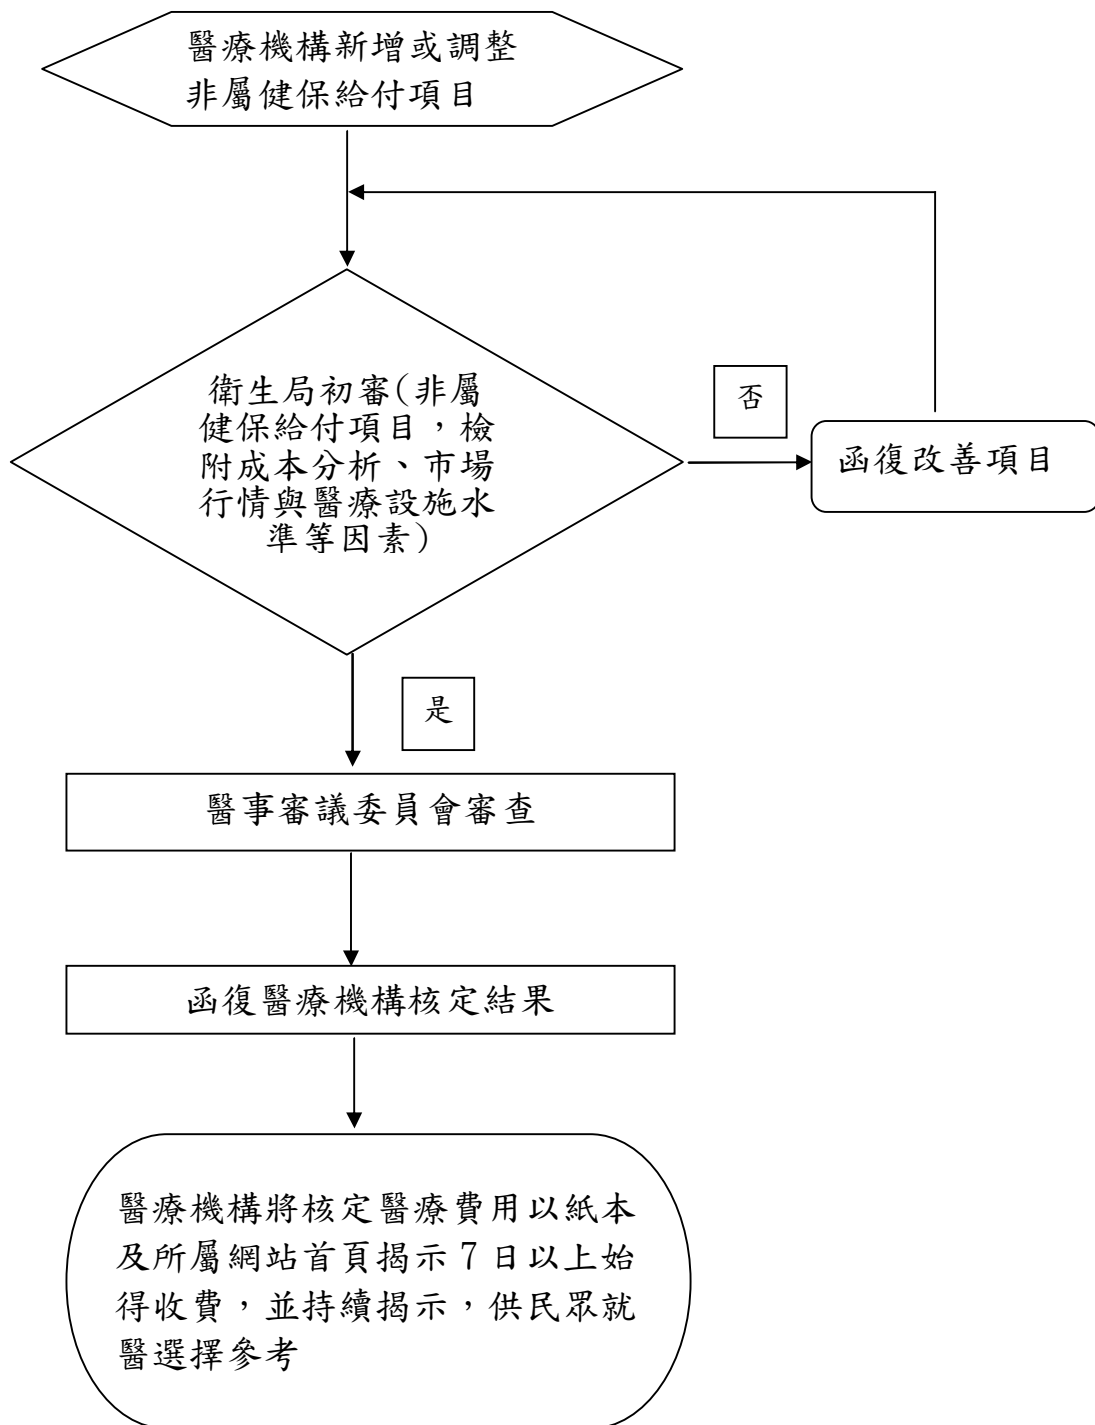 醫療機構新增或調整
非屬健保給付項目
衛生局初審(非屬
健保給付項目，檢
附成本分析、市場
行情與醫療設施水
準等因素)
否
函復改善項目
是
醫事審議委員會審查
函復醫療機構核定結果
醫療機構將核定醫療費用以紙本
及所屬網站首頁揭示 7 日以上始
得收費，並持續揭示，供民眾就
醫選擇參考